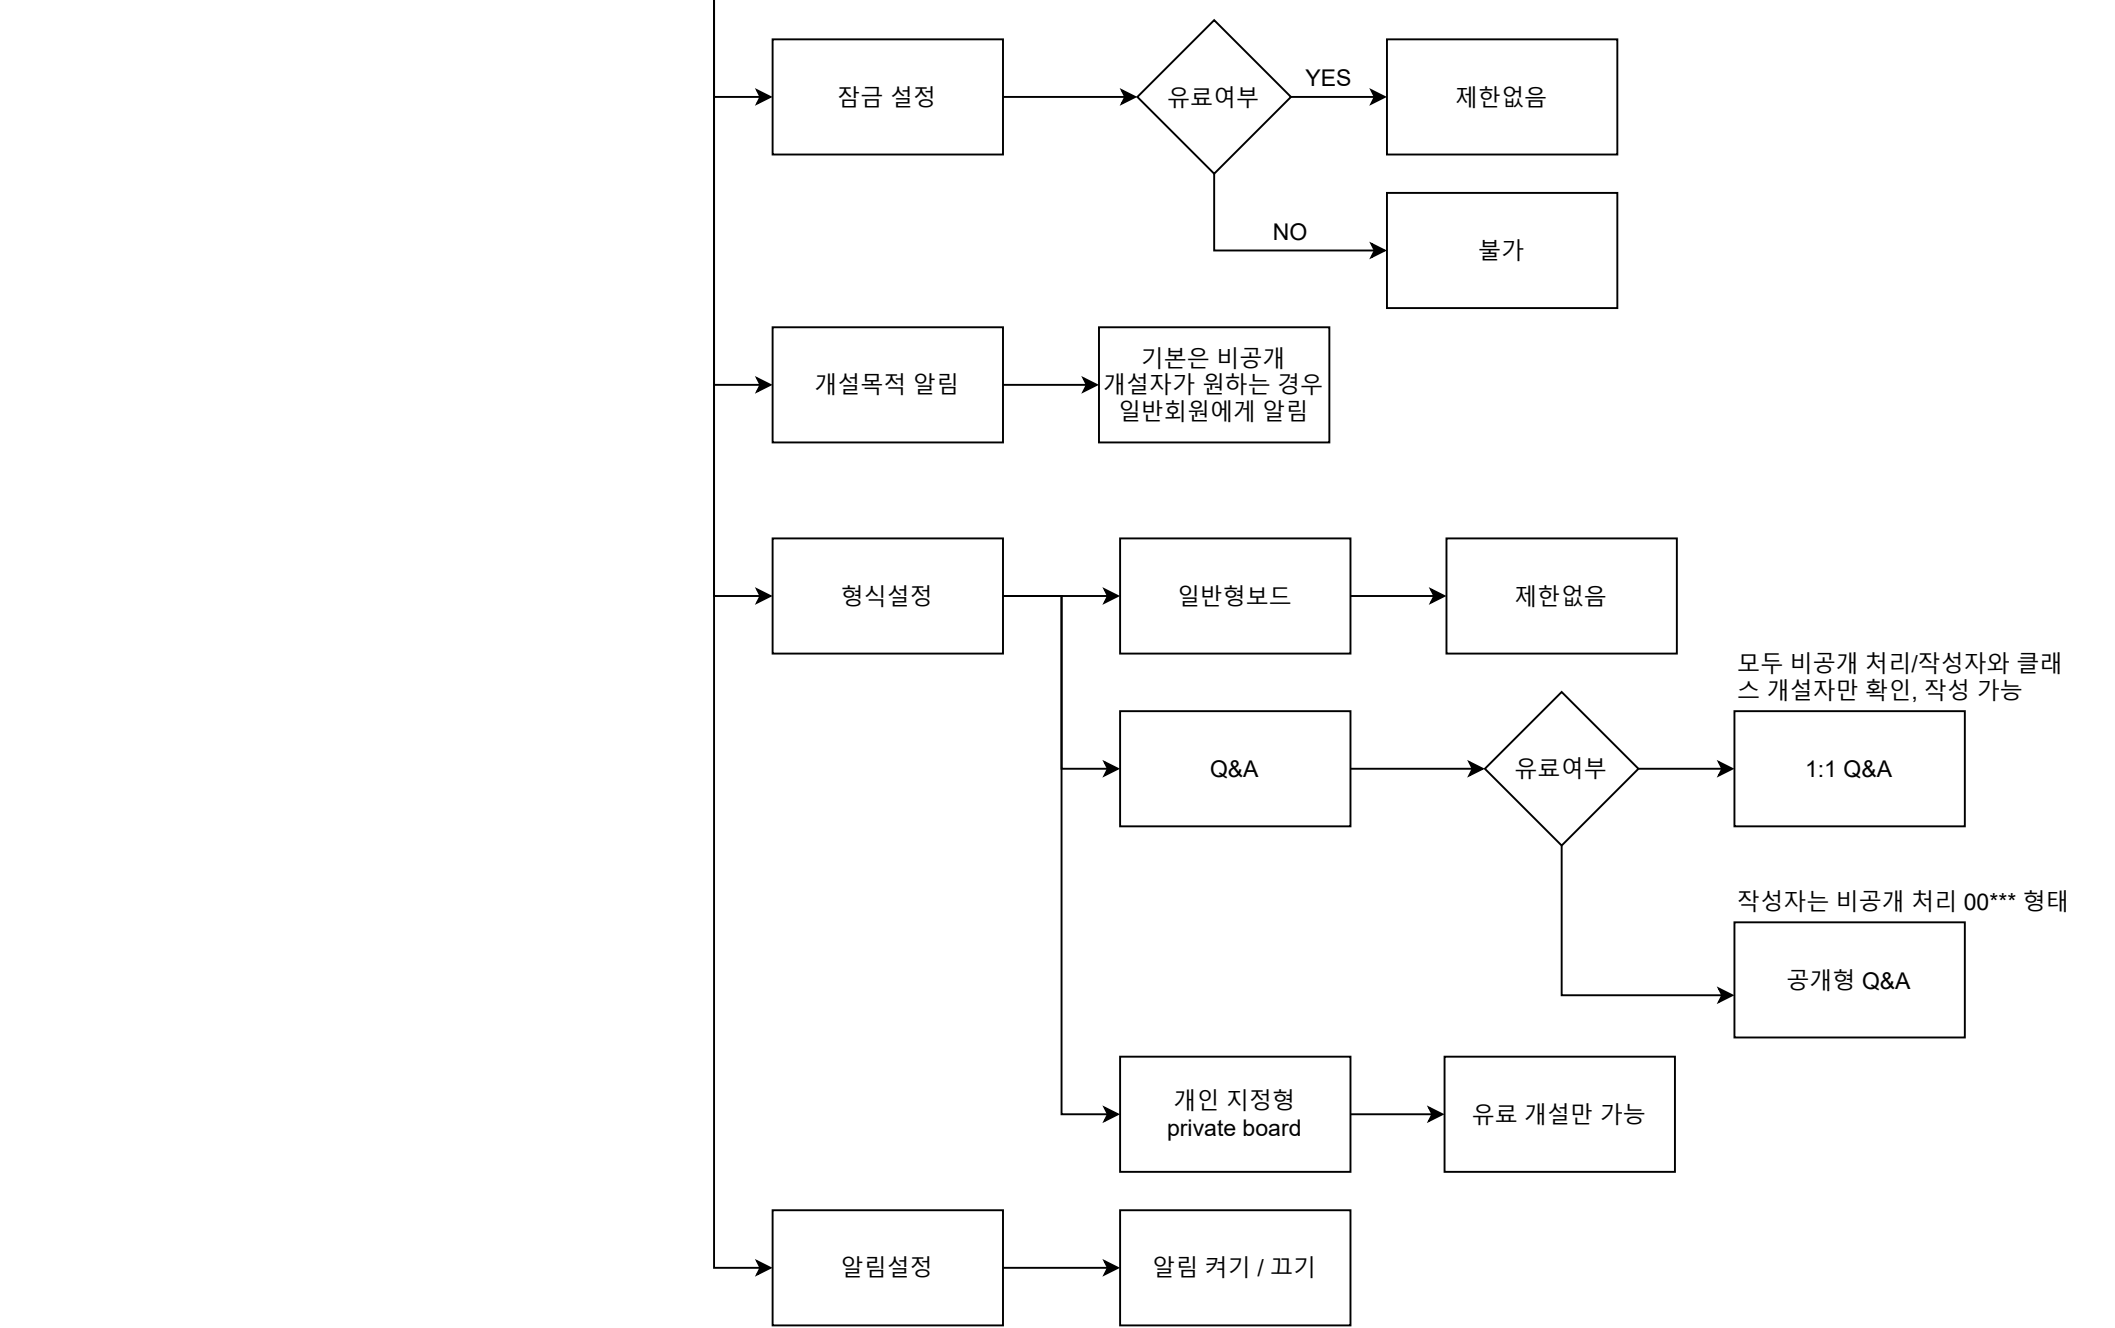 잠금 설정
유료여부
YES
제한없음
NO
불가
개설목적 알림
기본은 비공개
개설자가 원하는 경우
일반회원에게 알림
형식설정
일반형보드
제한없음
모두 비공개 처리/작성자와 클래
스 개설자만 확인, 작성 가능
Q&A
유료여부
1:1 Q&A
작성자는 비공개 처리 00*** 형태
공개형 Q&A
개인 지정형
private board
유료 개설만 가능
알림설정
알림 켜기 / 끄기